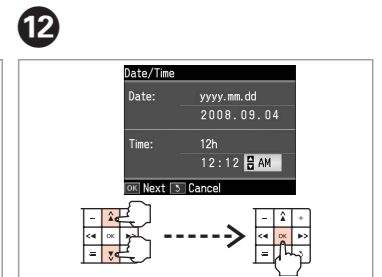 12
Date/Time
Date: yyyy.mm.dd
2008.09.04
Time: 12h
12:12 AM
OK Next Cancel
- +
OK
=
- +
OK
=